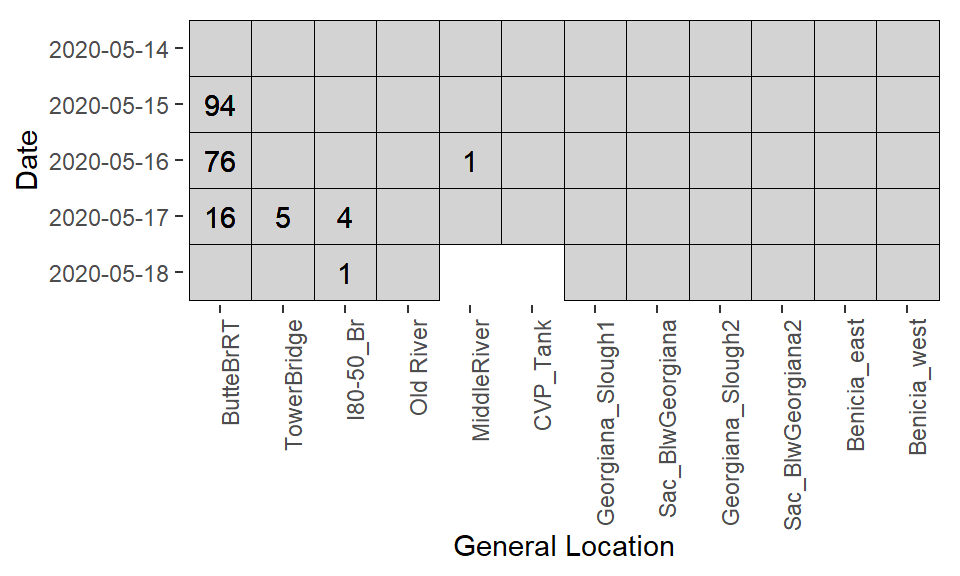 2020-05-14
2020-05-15 94
2020-05-16 76 1
2020-05-17 16 5 4
2020-05-18 1
Date
ButteBrRT
TowerBridge
I80-50_Br
Old River
MiddleRiver
CVP_Tank
Georgiana_Slough1
Sac_BlwGeorgiana
Georgiana_Slough2
Sac_BlwGeorgiana2
Benicia_east
Benicia_west
General Location